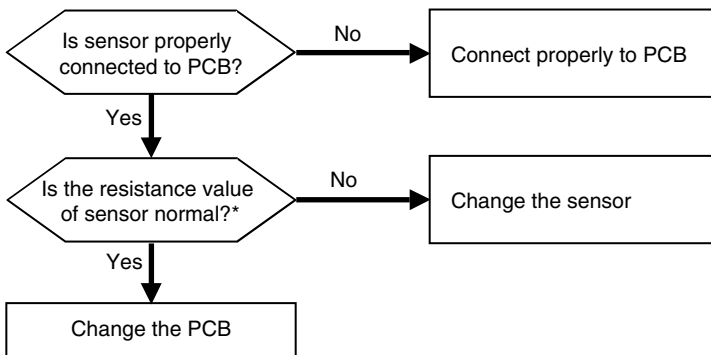 Is sensor properly
connected to PCB?
No
Connect properly to PCB
Yes
Is the resistance value
of sensor normal?*
No
Change the sensor
Yes
Change the PCB